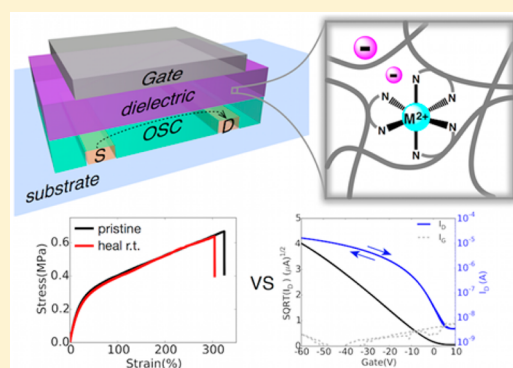 Gate
dielectric
OSC
S
D
substrate
-
-
N
N
N
M2+
N
N
N
Stress(MPa)
0.6
0.4
0.2
0.0
0
100
200
300
Strain(%)
pristine
heal r.t.
VS
SQRT(ID) (μA)1/2
5
4
3
2
1
0
-60 -50 -40 -30 -20 -10 0 10
Gate(V)
ID
IG
10-4
10-5
10-6
10-7
10-8
10-9
ID (A)